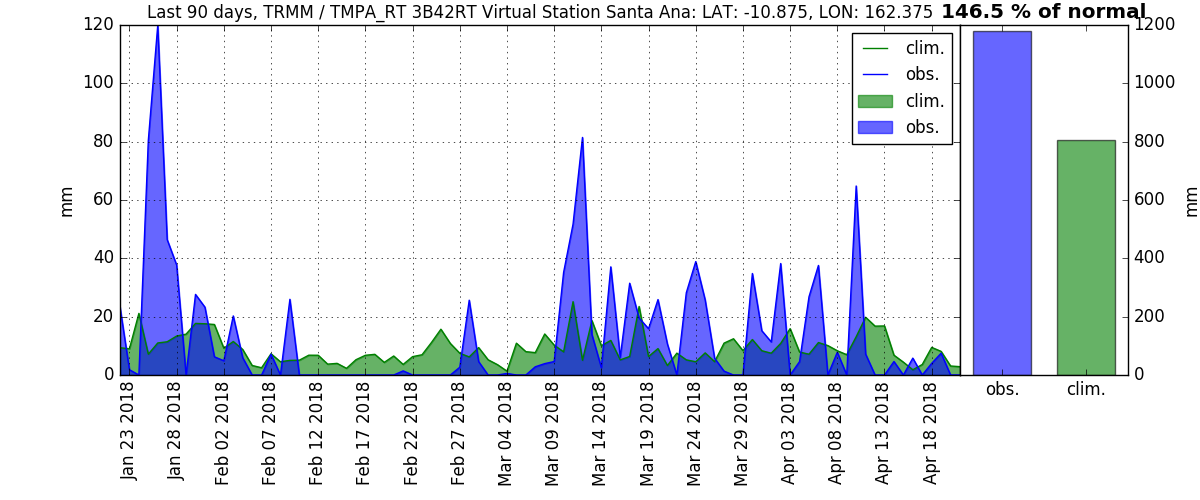 Last 90 days, TRMM / TMPA_RT 3B42RT Virtual Station Santa Ana: LAT: -10.875, LON: 162.375 146.5 % of normal
120
100
80
60
40
20
0
mm
clim.
obs.
clim.
obs.
1200
1000
800
600
400
200
0
mm
obs.
clim.
Jan 23 2018
Jan 28 2018
Feb 02 2018
Feb 07 2018
Feb 12 2018
Feb 17 2018
Feb 22 2018
Feb 27 2018
Mar 04 2018
Mar 09 2018
Mar 14 2018
Mar 19 2018
Mar 24 2018
Mar 29 2018
Apr 03 2018
Apr 08 2018
Apr 13 2018
Apr 18 2018